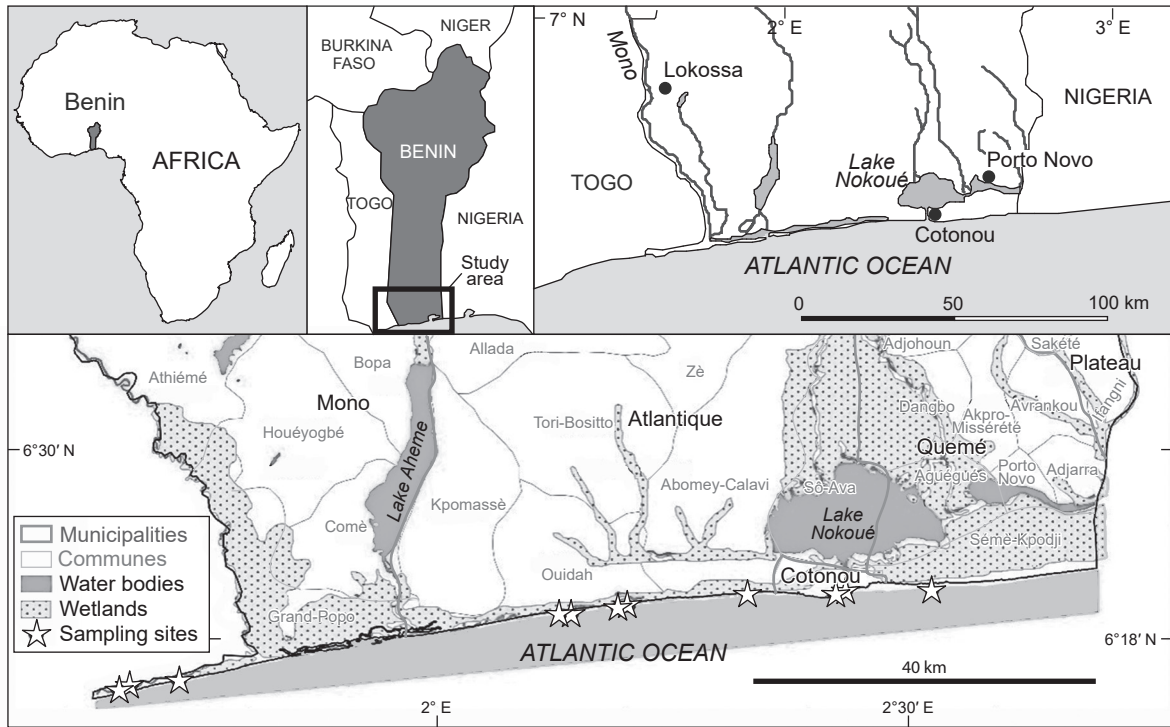 Benin
AFRICA
BURKINA
FASO
NIGER
BENIN
TOGO
NIGERIA
Study
area
7° N
2° E
3° E
Mono
Lokossa
NIGERIA
TOGO
Lake
Nokoué
Porto Novo
Cotonou
ATLANTIC OCEAN
0 50 100 km
Athiémé
Bopa
Allada
Zè
Adjohoun
Sakété
Plateau
Mono
Houéyogbé
Lake Aheme
Tori-Bositto
Atlantique
Dangbo
Akpro-
Missérété
Avrankou
Ifangni
6°30′ N
Kpomassè
Abomey-Calavi
Quemé
Aguégués
Porto
Novo
Adjarra
Sô-Ava
Lake
Nokoué
Comè
Sémè-Kpodji
Municipalities
Communes
Water bodies
Wetlands
Sampling sites
Ouidah
Cotonou
Grand-Popo
6°18′ N
ATLANTIC OCEAN
40 km
2° E
2°30′ E